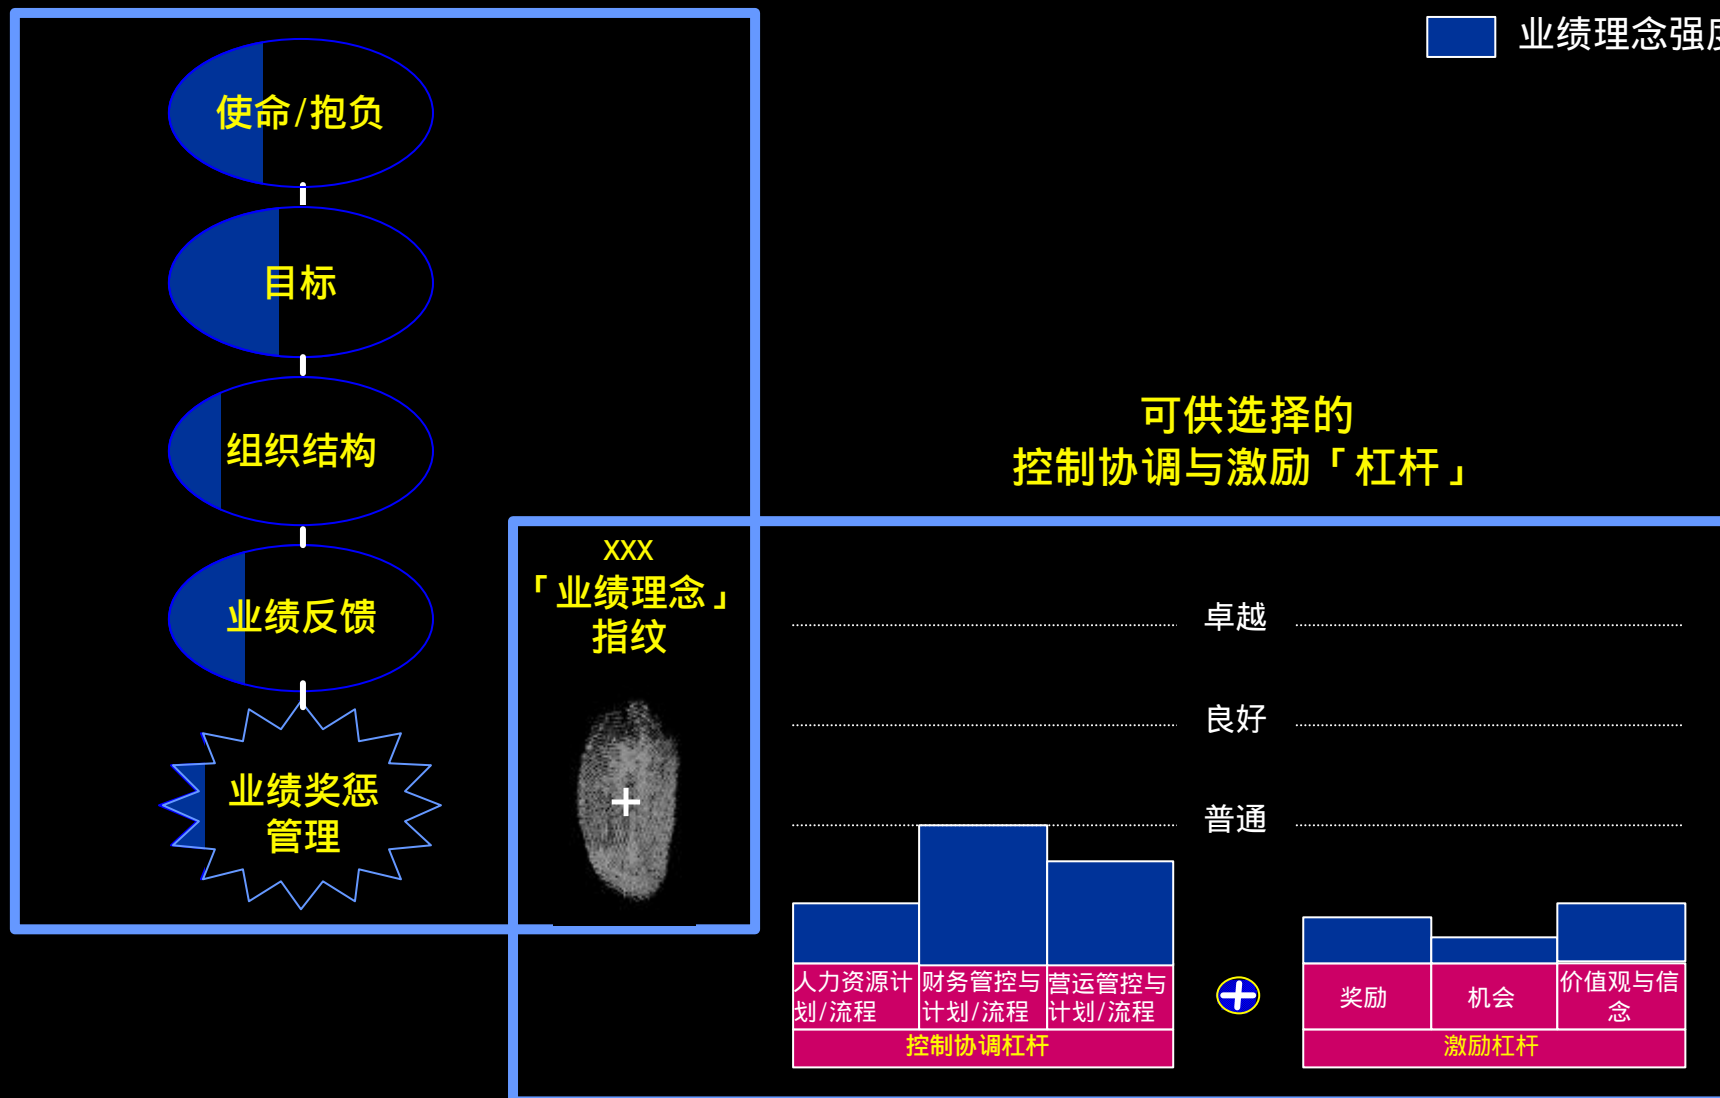 业绩理念强
使命/抱负
目标
组织结构
业绩反馈
业绩奖惩
管理
可供选择的
控制协调与激励「杠杆」
XXX
「业绩理念」
指纹
卓越
良好
普通
人力资源计
划/流程
财务管控与
计划/流程
营运管控与
计划/流程
控制协调杠杆
奖励
机会
价值观与信
念
激励杠杆